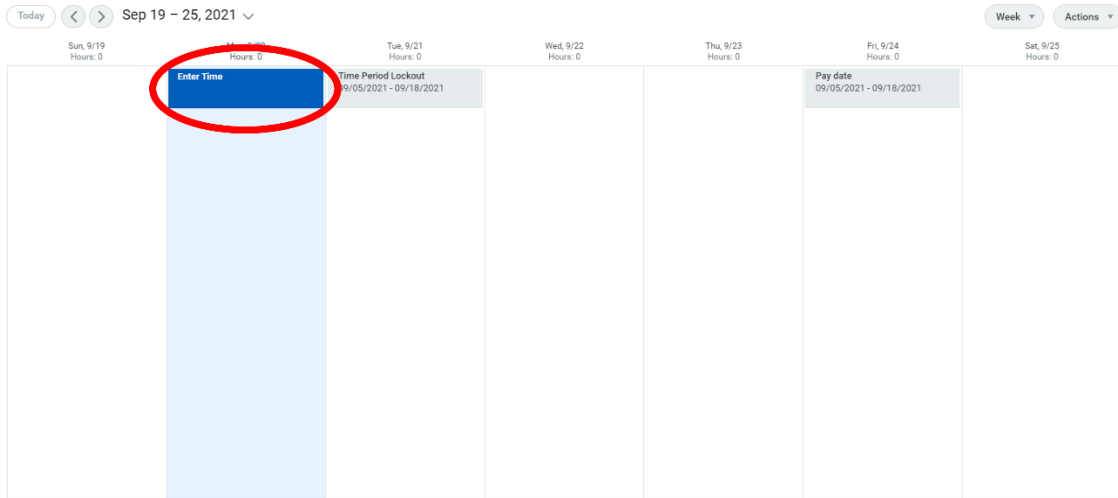 Today Sep 19 – 25, 2021 Week Actions
Sun, 9/19 Tue, 9/21 Wed, 9/22 Thu, 9/23 Fri, 9/24 Sat, 9/25
Hours: 0 Hours: 0 Hours: 0 Hours: 0 Hours: 0 Hours: 0 Hours: 0
Enter Time Time Period Lockout Pay date
09/05/2021 - 09/18/2021 09/05/2021 - 09/18/2021